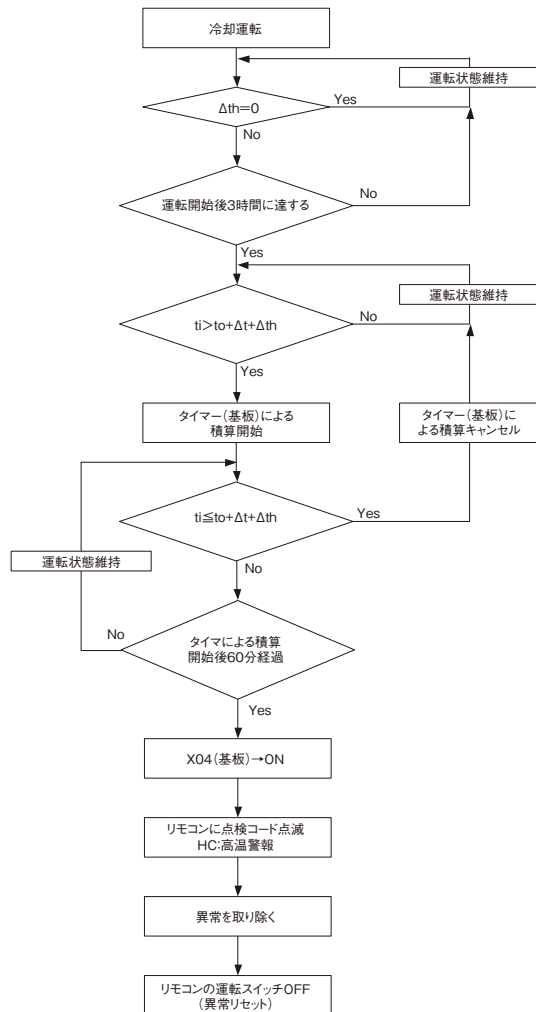 冷却運転
運転状態維持
Δth=0
Yes
No
運転開始後3時間に達する
No
Yes
運転状態維持
ti>to+Δt+Δth
No
Yes
タイマー(基板)による
積算開始
タイマー(基板)に
よる積算キャンセル
ti≦to+Δt+Δth
Yes
運転状態維持
No
タイマによる積算
開始後60分経過
No
Yes
X04(基板)→ON
リモコンに点検コード点滅
HC:高温警報
異常を取り除く
リモコンの運転スイッチOFF
(異常リセット)